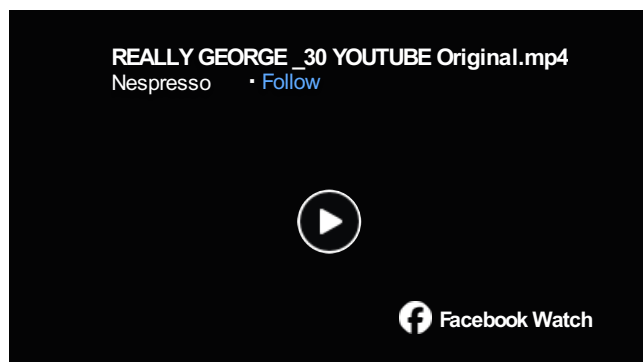 REALLY GEORGE _30 YOUTUBE Original.mp4
Nespresso · Follow
Facebook Watch